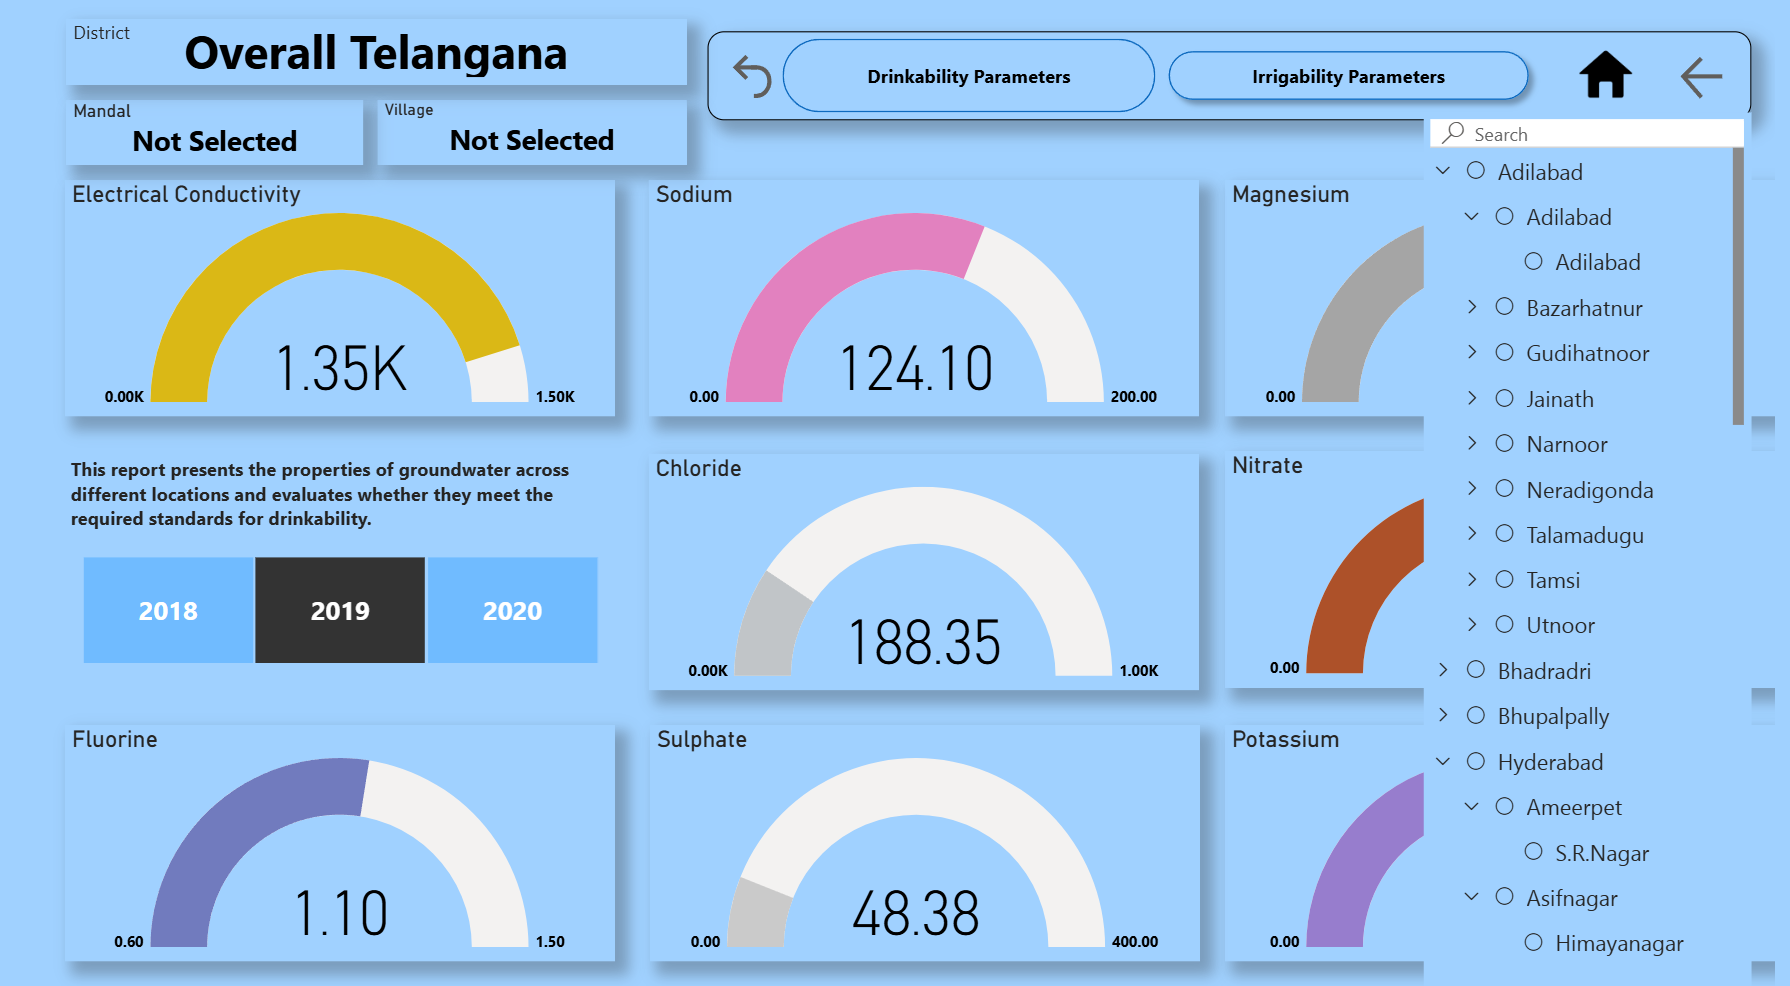 District
Overall Telangana
Mandal
Not Selected
Village
Not Selected
Drinkability Parameters
Irrigability Parameters
Electrical Conductivity
1.35K
0.00K
1.50K
Sodium
124.10
0.00
200.00
Magnesium
0.00
This report presents the properties of groundwater across
different locations and evaluates whether they meet the
required standards for drinkability.
2018
2019
2020
Chloride
188.35
0.00K
1.00K
Nitrate
0.00
Fluorine
1.10
0.60
1.50
Sulphate
48.38
0.00
400.00
Potassium
0.00
Search
Adilabad
Adilabad
Adilabad
Bazarhatnur
Gudihatnoor
Jainath
Narnoor
Neradigonda
Talamadugu
Tamsi
Utnoor
Bhadradri
Bhupalpally
Hyderabad
Ameerpet
S.R.Nagar
Asifnagar
Himayanagar